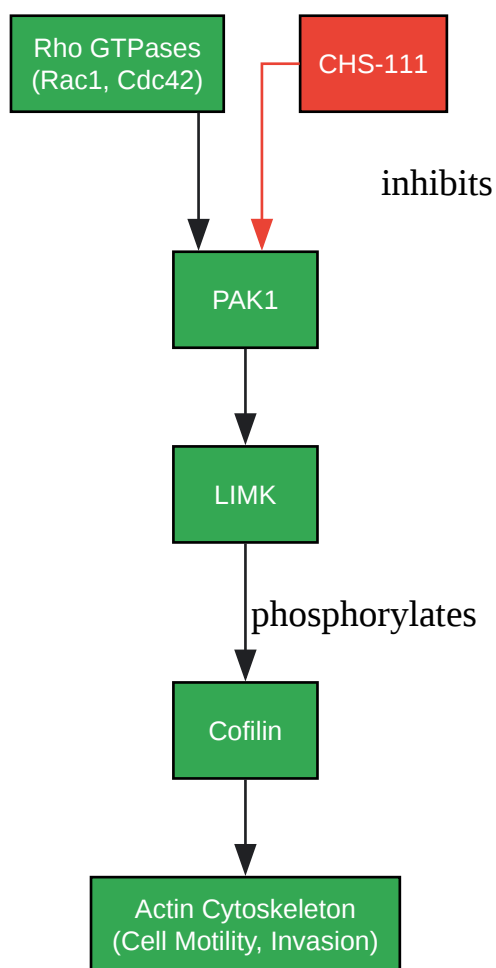 Rho GTPases
(Rac1, Cdc42)
CHS-111
inhibits
PAK1
LIMK
phosphorylates
Cofilin
Actin Cytoskeleton
(Cell Motility, Invasion)